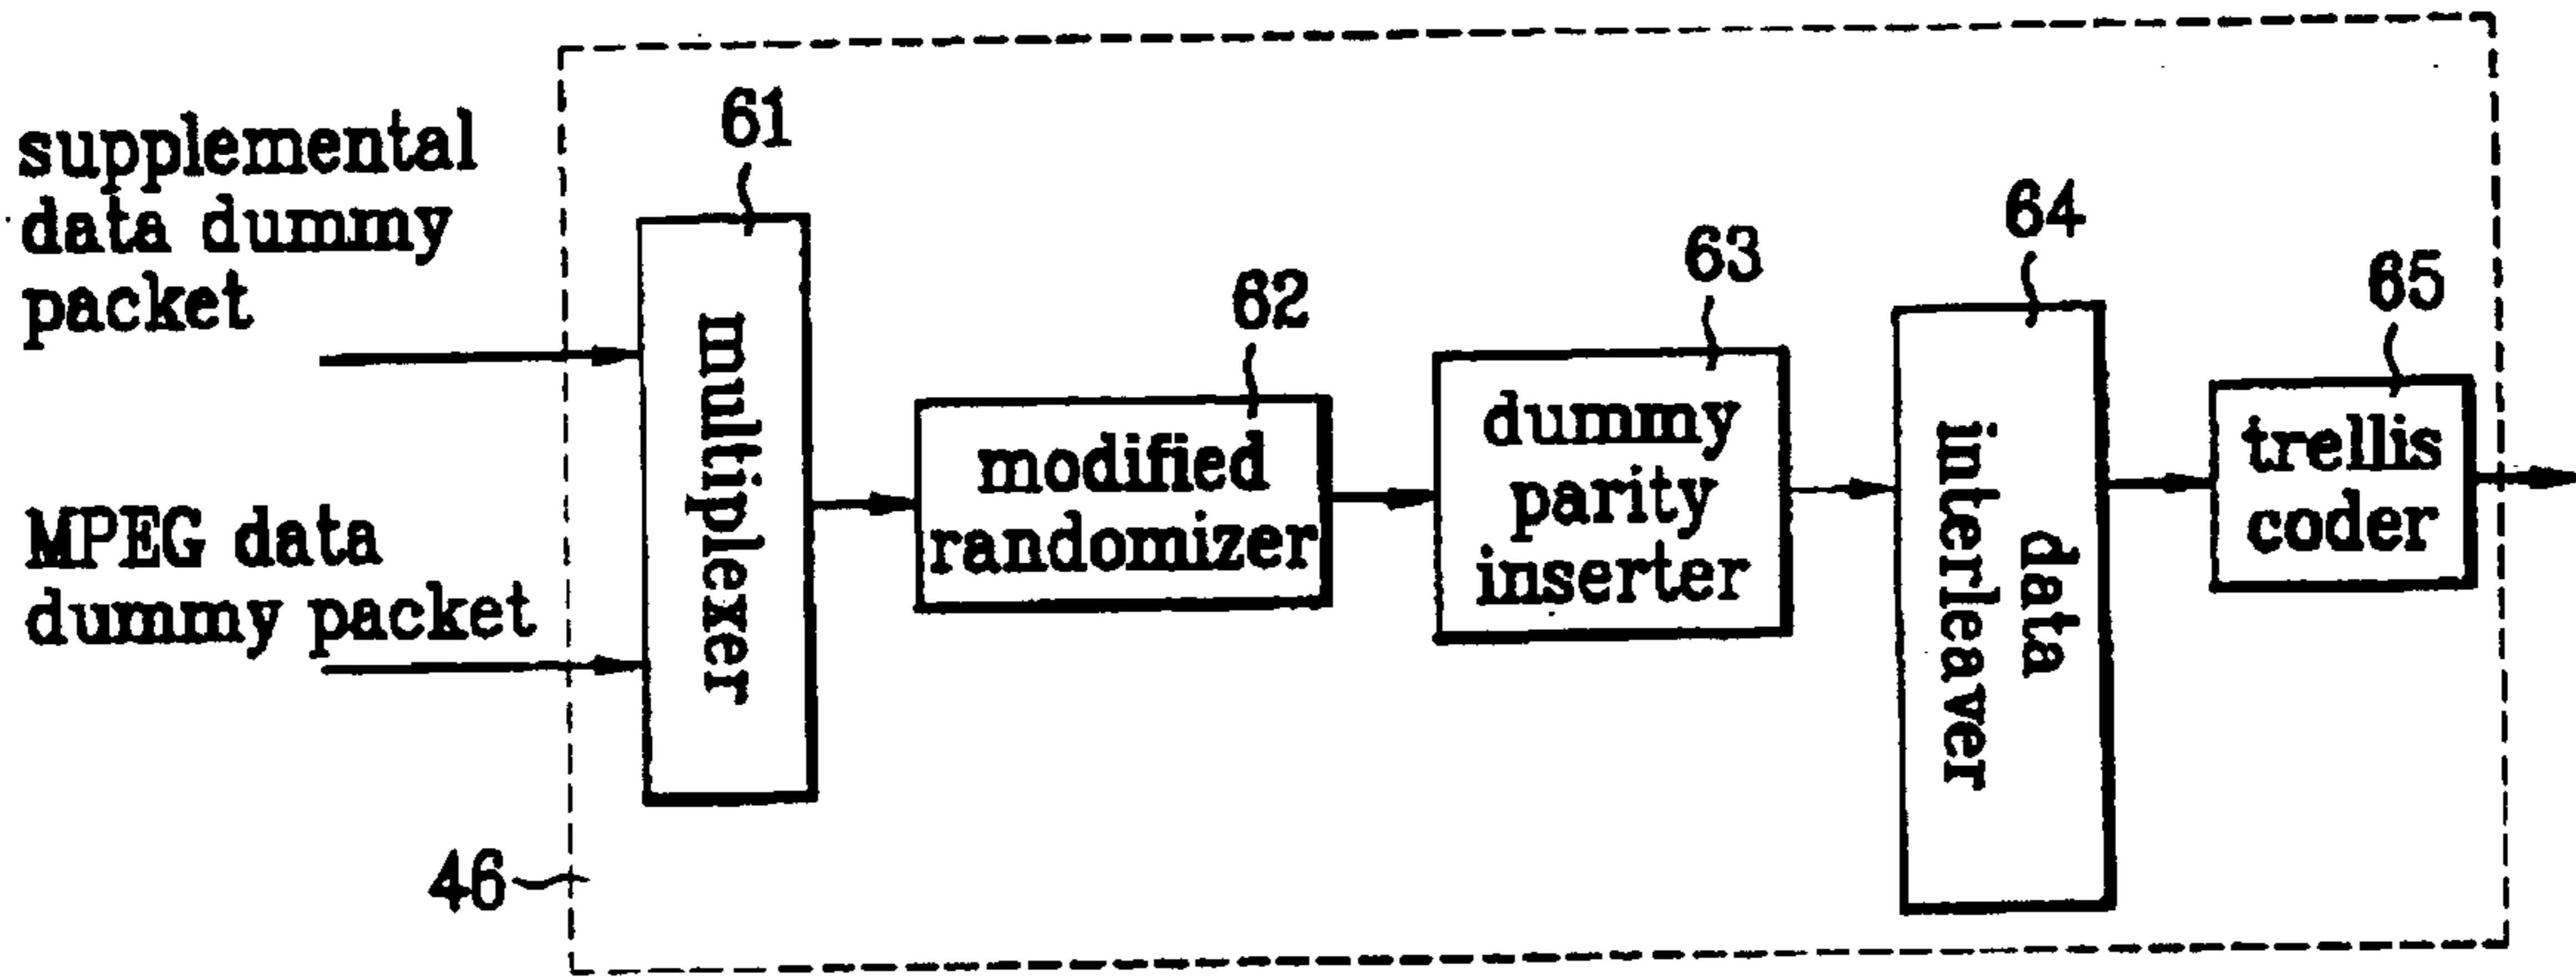 supplemental
data dummy
packet
MPEG data
dummy packet
46
61
multiplexer
62
modified
randomizer
63
dummy
parity
inserter
64
data
interleaver
65
trellis
coder